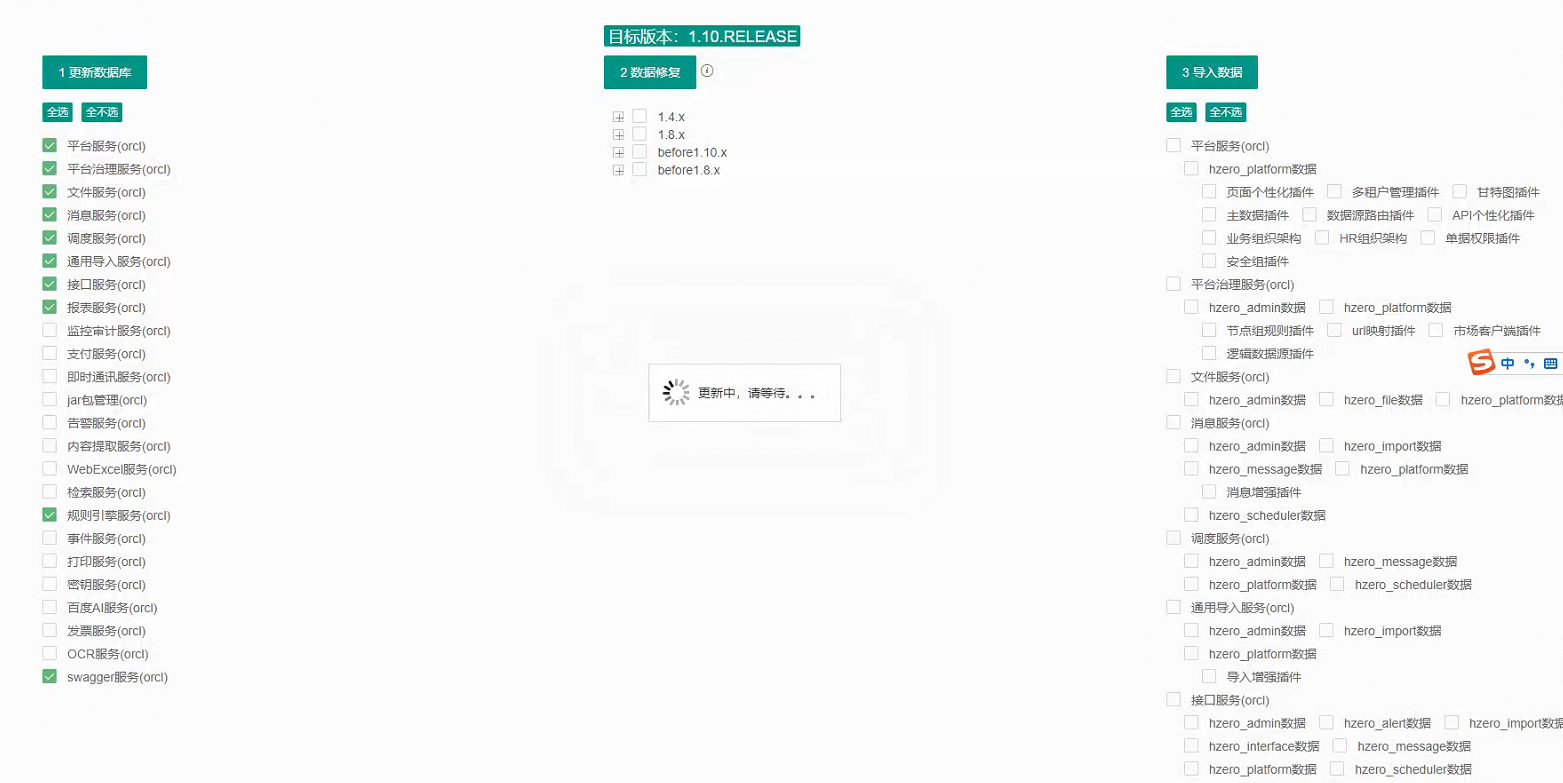 目标版本：1.10.RELEASE
1 更新数据库
全选 全不选
平台服务(orcl)
平台治理服务(orcl)
文件服务(orcl)
消息服务(orcl)
调度服务(orcl)
通用导入服务(orcl)
接口服务(orcl)
报表服务(orcl)
监控审计服务(orcl)
支付服务(orcl)
即时通讯服务(orcl)
jar包管理(orcl)
告警服务(orcl)
内容提取服务(orcl)
WebExcel服务(orcl)
检索服务(orcl)
规则引擎服务(orcl)
事件服务(orcl)
打印服务(orcl)
密钥服务(orcl)
百度AI服务(orcl)
发票服务(orcl)
OCR服务(orcl)
swagger服务(orcl)
2 数据修复
1.4.x
1.8.x
before1.10.x
before1.8.x
更新中，请等待。。。
3 导入数据
全选 全不选
平台服务(orcl)
hzero_platform数据
页面个性化插件 多租户管理插件 甘特图插件
主数据插件 数据源路由插件 API个性化插件
业务组织架构 HR组织架构 单据权限插件
安全组插件
平台治理服务(orcl)
hzero_admin数据 hzero_platform数据
节点组规则插件 url映射插件 市场客户端插件
逻辑数据源插件
文件服务(orcl)
hzero_admin数据 hzero_file数据 hzero_platform数据
消息服务(orcl)
hzero_admin数据 hzero_import数据
hzero_message数据 hzero_platform数据
消息增强插件
hzero_scheduler数据
调度服务(orcl)
hzero_admin数据 hzero_message数据
hzero_platform数据 hzero_scheduler数据
通用导入服务(orcl)
hzero_admin数据 hzero_import数据
hzero_platform数据
导入增强插件
接口服务(orcl)
hzero_admin数据 hzero_alert数据 hzero_import数据
hzero_interface数据 hzero_message数据
hzero_platform数据 hzero_scheduler数据
S 中